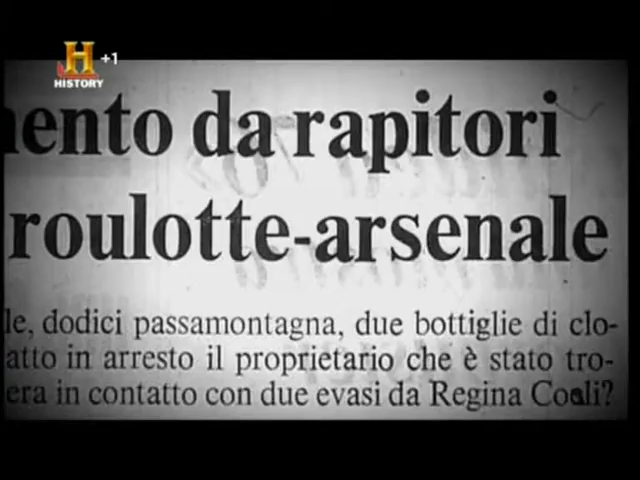 H +1
HISTORY
ento da rapitori
roulotte-arsenale
le, dodici passamontagna, due bottiglie di clo-
atto in arresto il proprietario che è stato tro-
era in contatto con due evasi da Regina Coeli?